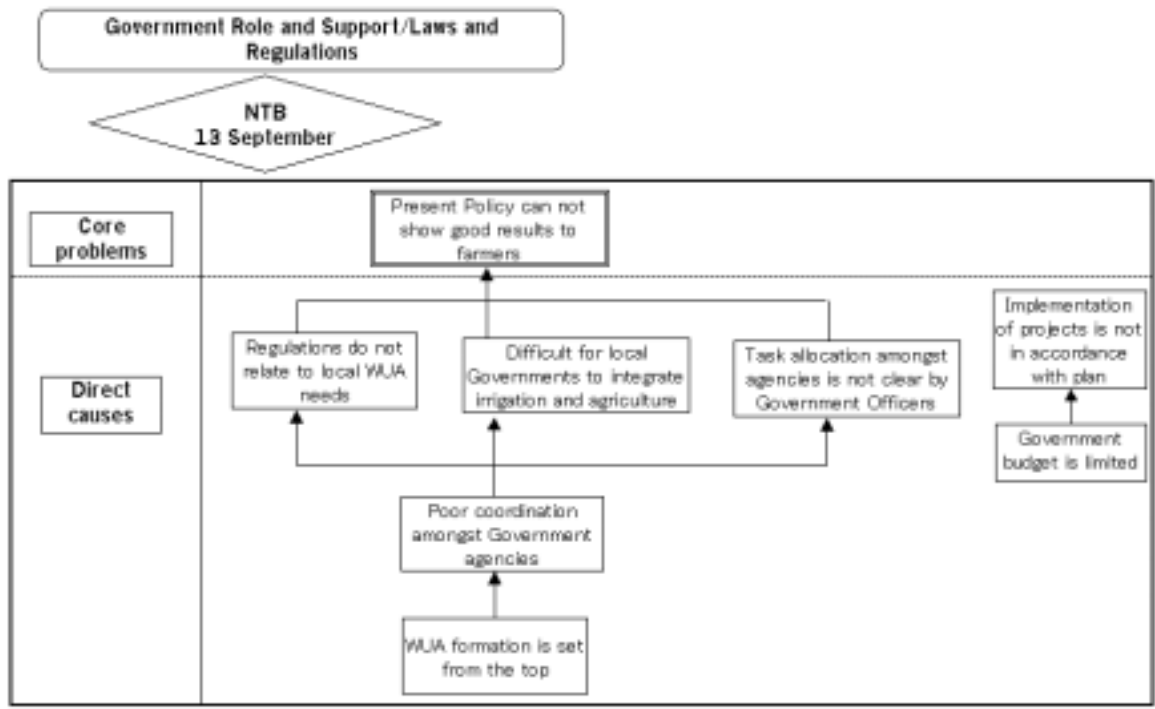 Government Role and Support/Laws and
Regulations
NTB
13 September
Core
problems
Present Policy can not
show good results to
farmers
Direct
causes
Regulations do not
relate to local WUA
needs
Difficult for local
Governments to integrate
irrigation and agriculture
Task allocation amongst
agencies is not clear by
Government Officers
Implementation
of projects is not
in accordance
with plan
Government
budget is limited
Poor coordination
amongst Government
agencies
WUA formation is set
from the top